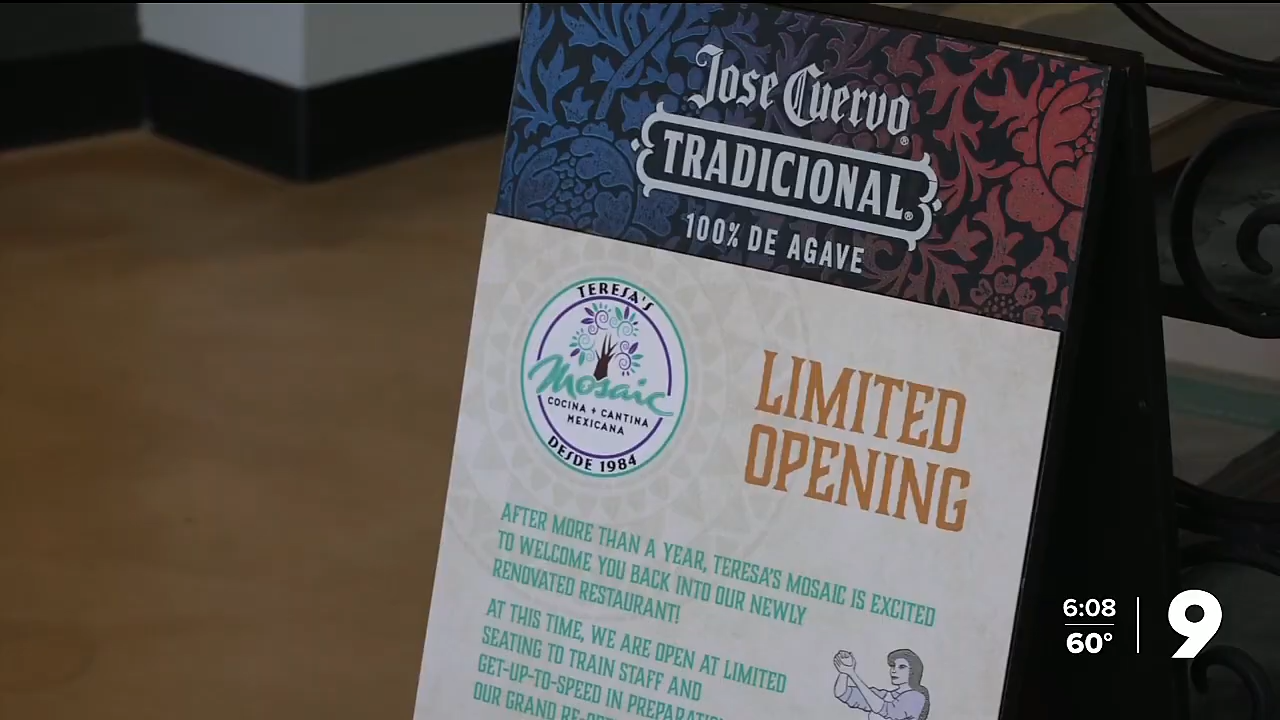 Jose Cuervo®
TRADICIONAL®
100% DE AGAVE
TERESA'S
Mosaic
COCINA + CANTINA
MEXICANA
DESDE 1984
LIMITED
OPENING
AFTER MORE THAN A YEAR, TERESA'S MOSAIC IS EXCITED
TO WELCOME YOU BACK INTO OUR NEWLY
RENOVATED RESTAURANT!
AT THIS TIME, WE ARE OPEN AT LIMITED
SEATING TO TRAIN STAFF AND
GET-UP-TO-SPEED IN
OUR GRAND
6:08
60°
9